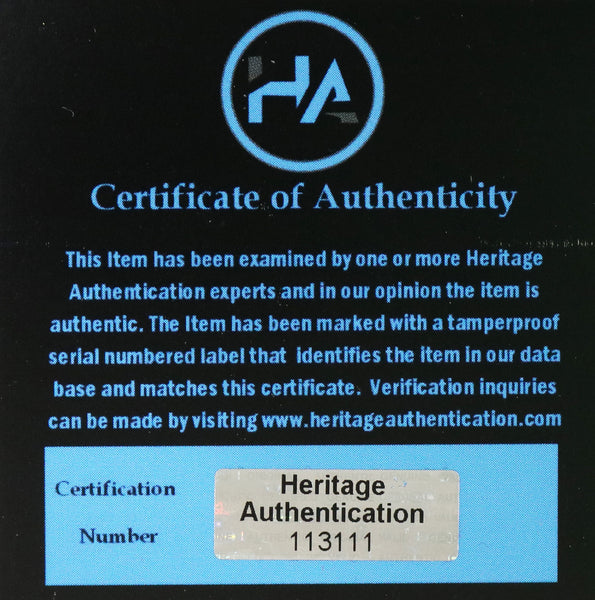 HA
Certificate of Authenticity
This Item has been examined by one or more Heritage
Authentication experts and in our opinion the item is
authentic. The Item has been marked with a tamperproof
serial numbered label that identifies the item in our data
base and matches this certificate. Verification inquiries
can be made by visiting www.heritageauthentication.com
Certification
Number
Heritage
Authentication
113111